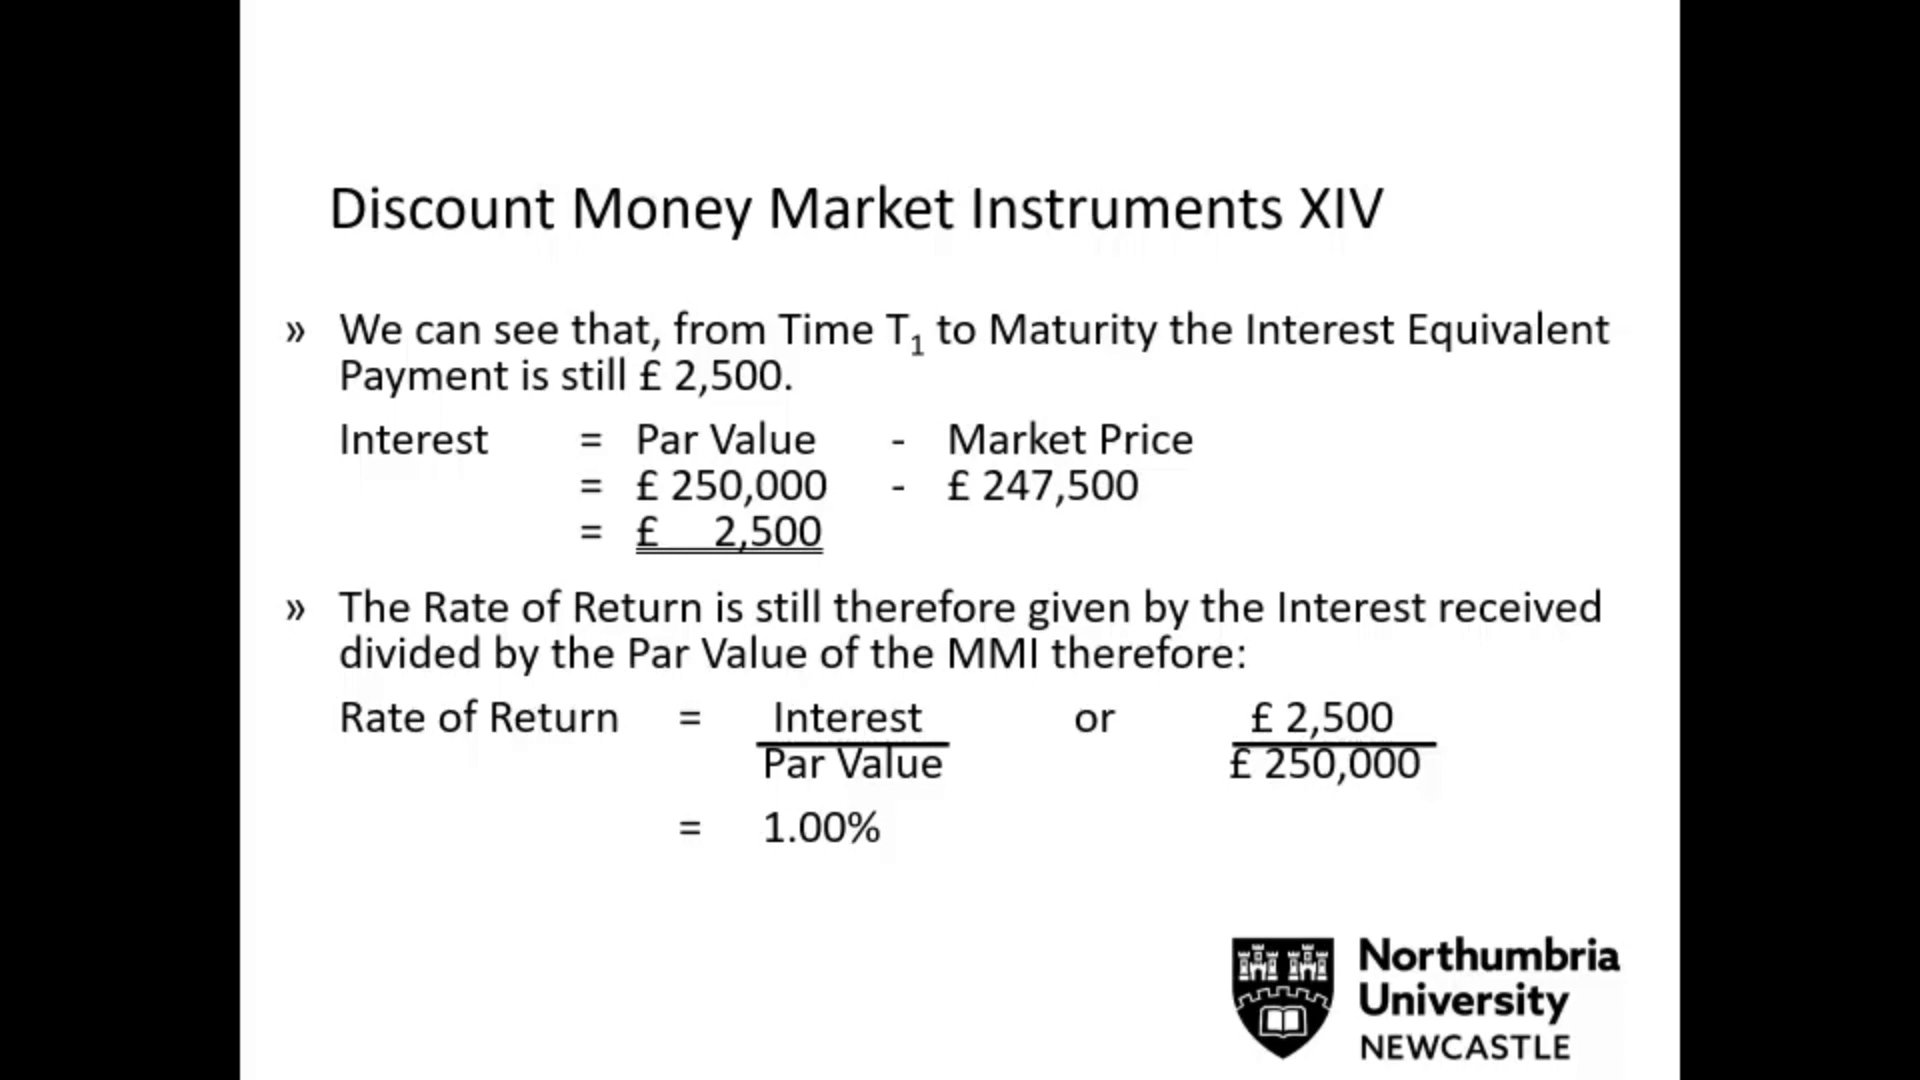 Discount Money Market Instruments XIV
» We can see that, from Time T₁ to Maturity the Interest Equivalent
Payment is still £ 2,500.
Interest = Par Value - Market Price
= £ 250,000 - £ 247,500
= £ 2,500
» The Rate of Return is still therefore given by the Interest received
divided by the Par Value of the MMI therefore:
Rate of Return = Interest or £ 2,500
Par Value £ 250,000
= 1.00%
Northumbria
University
NEWCASTLE